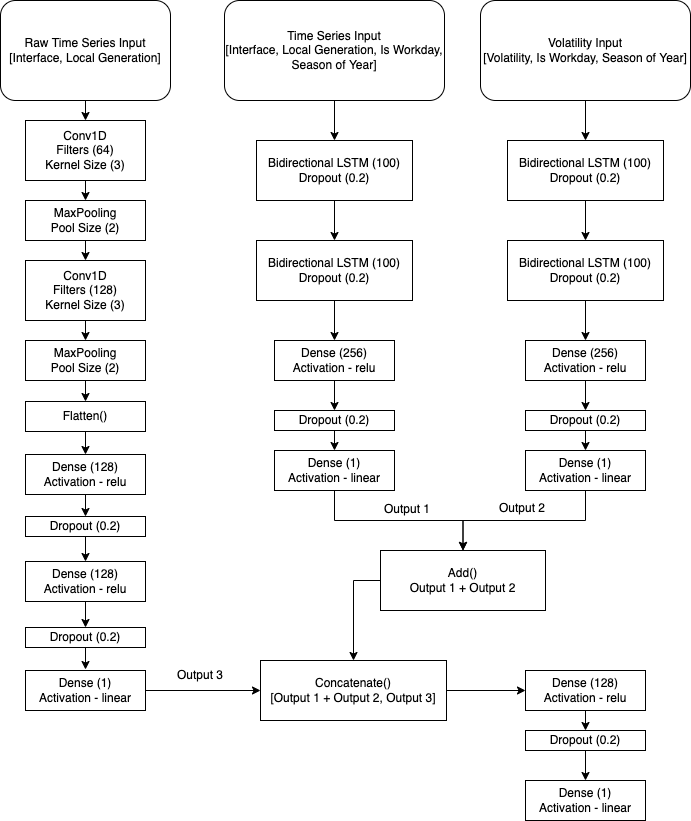 Raw Time Series Input
[Interface, Local Generation]
Conv1D
Filters (64)
Kernel Size (3)
MaxPooling
Pool Size (2)
Conv1D
Filters (128)
Kernel Size (3)
MaxPooling
Pool Size (2)
Flatten()
Dense (128)
Activation - relu
Dropout (0.2)
Dense (128)
Activation - relu
Dropout (0.2)
Dense (1)
Activation - linear
Output 3
Time Series Input
[Interface, Local Generation, Is Workday,
Season of Year]
Bidirectional LSTM (100)
Dropout (0.2)
Bidirectional LSTM (100)
Dropout (0.2)
Dense (256)
Activation - relu
Dropout (0.2)
Dense (1)
Activation - linear
Output 1
Volatility Input
[Volatility, Is Workday, Season of Year]
Bidirectional LSTM (100)
Dropout (0.2)
Bidirectional LSTM (100)
Dropout (0.2)
Dense (256)
Activation - relu
Dropout (0.2)
Dense (1)
Activation - linear
Output 2
Add()
Output 1 + Output 2
Concatenate()
[Output 1 + Output 2, Output 3]
Dense (128)
Activation - relu
Dropout (0.2)
Dense (1)
Activation - linear